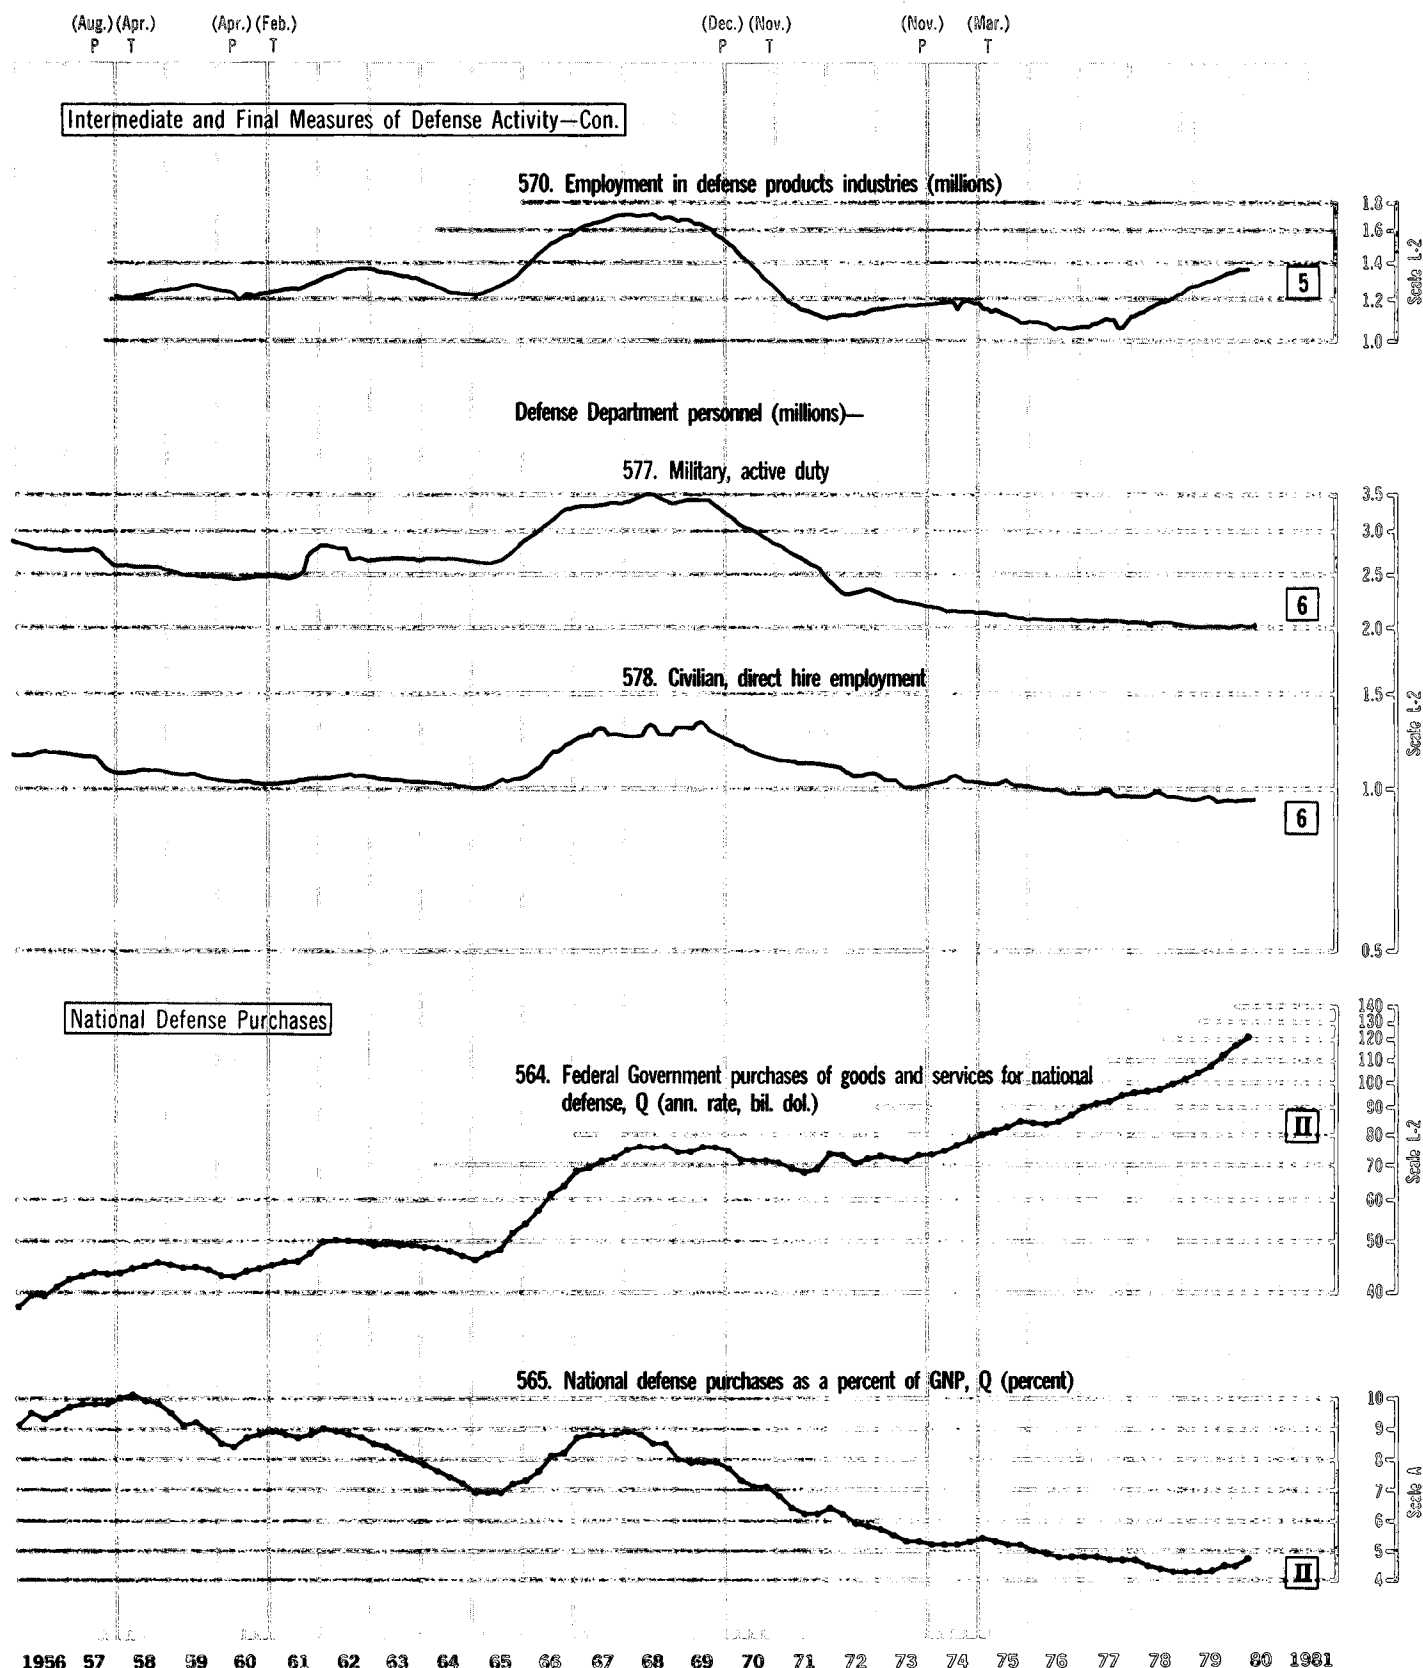 (Aug.) (Apr.) (Apr.) (Feb.) (Dec.) (Nov.) (Nov.) (Mar.)
P T P T P T P T
Intermediate and Final Measures of Defense Activity—Con.
570. Employment in defense products industries (millions)
1.8
1.6
1.4
1.2
1.0
Scale L-2
5
Defense Department personnel (millions)—
577. Military, active duty
3.5
3.0
2.5
6
2.0
578. Civilian, direct hire employment
1.5
Scale L-2
1.0
6
0.5
National Defense Purchases
140
130
120
110
100
90
80
70
60
50
40
Scale L-2
564. Federal Government purchases of goods and services for national
defense, Q (ann. rate, bil. dol.)
II
565. National defense purchases as a percent of GNP, Q (percent)
10
9
8
7
6
5
4
Scale A
II
1956 57 58 59 60 61 62 63 64 65 66 67 68 69 70 71 72 73 74 75 76 77 78 79 80 1981